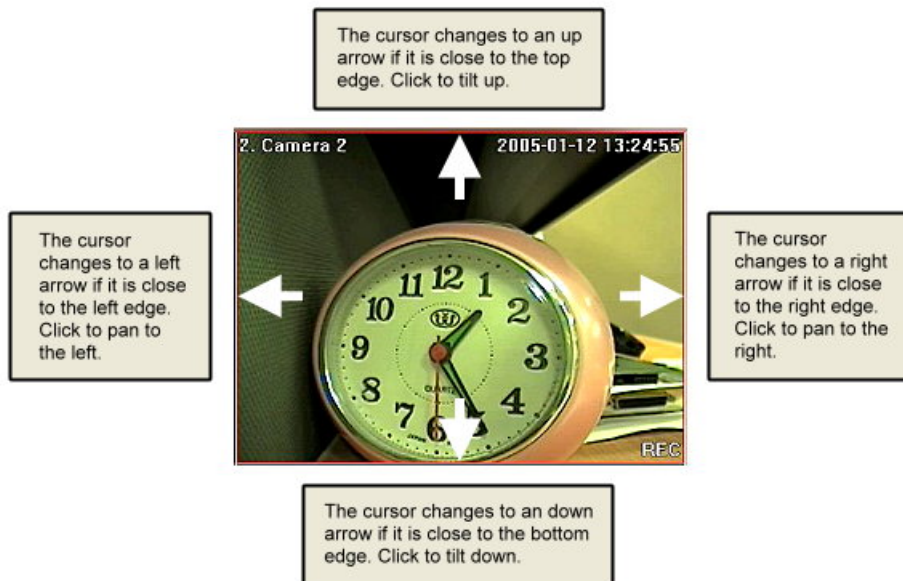 The cursor changes to an up
arrow if it is close to the top
edge. Click to tilt up.
2. Camera 2
2005-01-12 13:24:55
The cursor
changes to a left
arrow if it is close
to the left edge.
Click to pan to
the left.
12
11
1
10
2
9
3
8
4
7
6
QUARTZ
JAPAN
REC
The cursor
changes to a right
arrow if it is close
to the right edge.
Click to pan to the
right.
The cursor changes to an down
arrow if it is close to the bottom
edge. Click to tilt down.